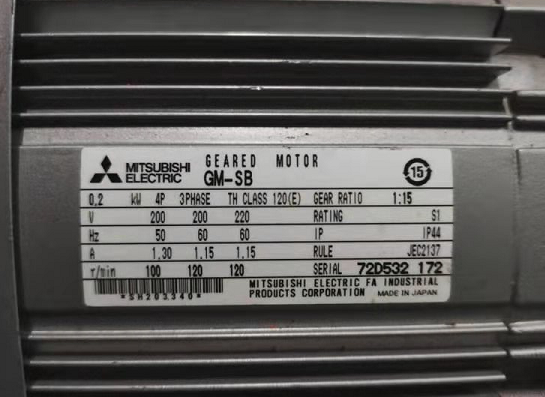 MITSUBISHI ELECTRIC GEARED MOTOR GM-SB 15
0.2 kW 4P 3PHASE TH CLASS 120(E) GEAR RATIO 1:15
V 200 200 220 RATING S1
Hz 50 60 60 IP IP44
A 1.30 1.15 1.15 RULE JEC2137
r/min 100 120 120 SERIAL 72D532 172
*SH203340*
MITSUBISHI ELECTRIC FA INDUSTRIAL
PRODUCTS CORPORATION MADE IN JAPAN